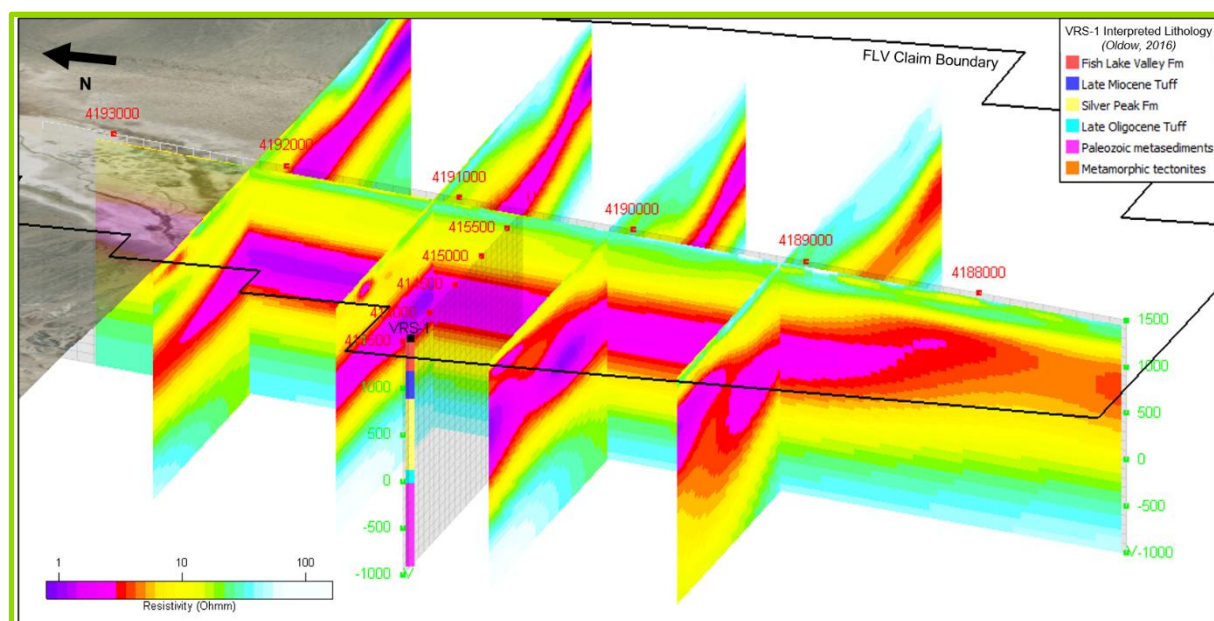 VRS-1 Interpreted Lithology
(Oldow, 2016)
Fish Lake Valley Fm
Late Miocene Tuff
Silver Peak Fm
Late Oligocene Tuff
Paleozoic metasediments
Metamorphic tectonites
FLV Claim Boundary
N
4193000
4192000
4191000
4190000
4189000
4188000
415500
415000
414500
VRS-1
1500
1000
500
0
-500
-1000
1000
500
0
-500
-1000
1
10
100
Resistivity (Ohmm)